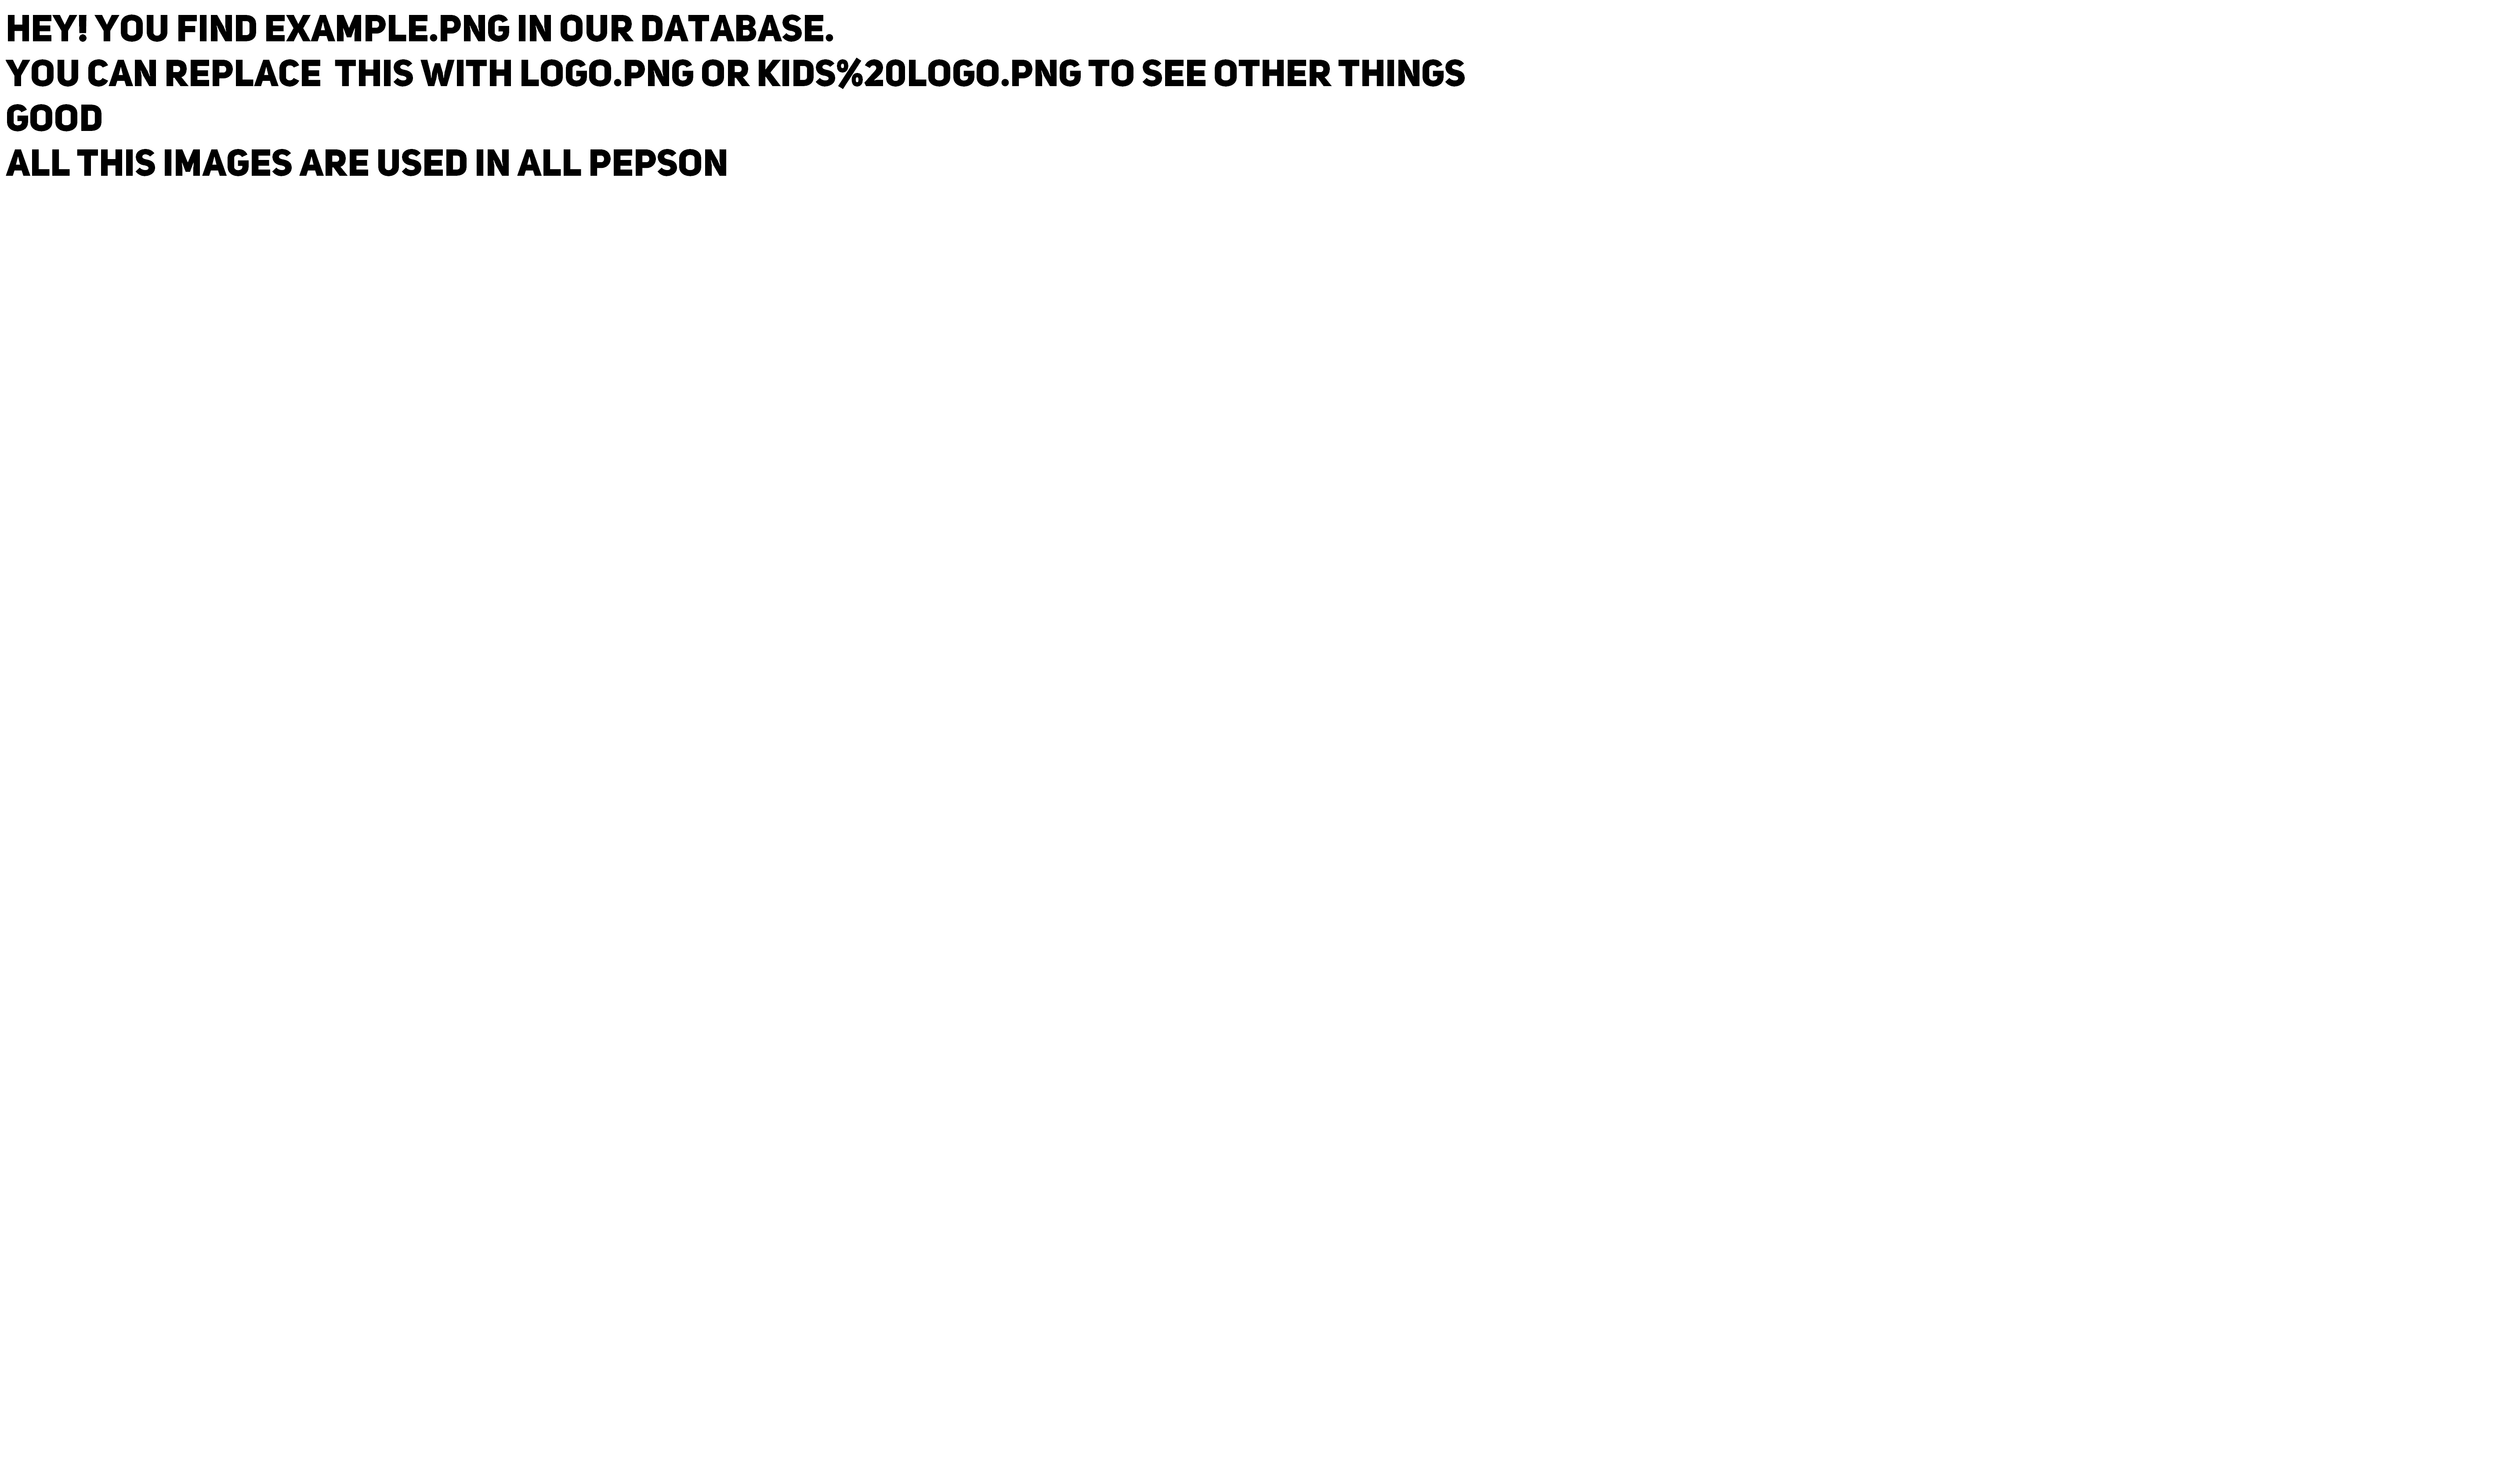 HEY! YOU FIND EXAMPLE.PNG IN OUR DATABASE.
YOU CAN REPLACE THIS WITH LOGO.PNG OR KIDS%20LOGO.PNG TO SEE OTHER THINGS
GOOD
ALL THIS IMAGES ARE USED IN ALL PEPSON